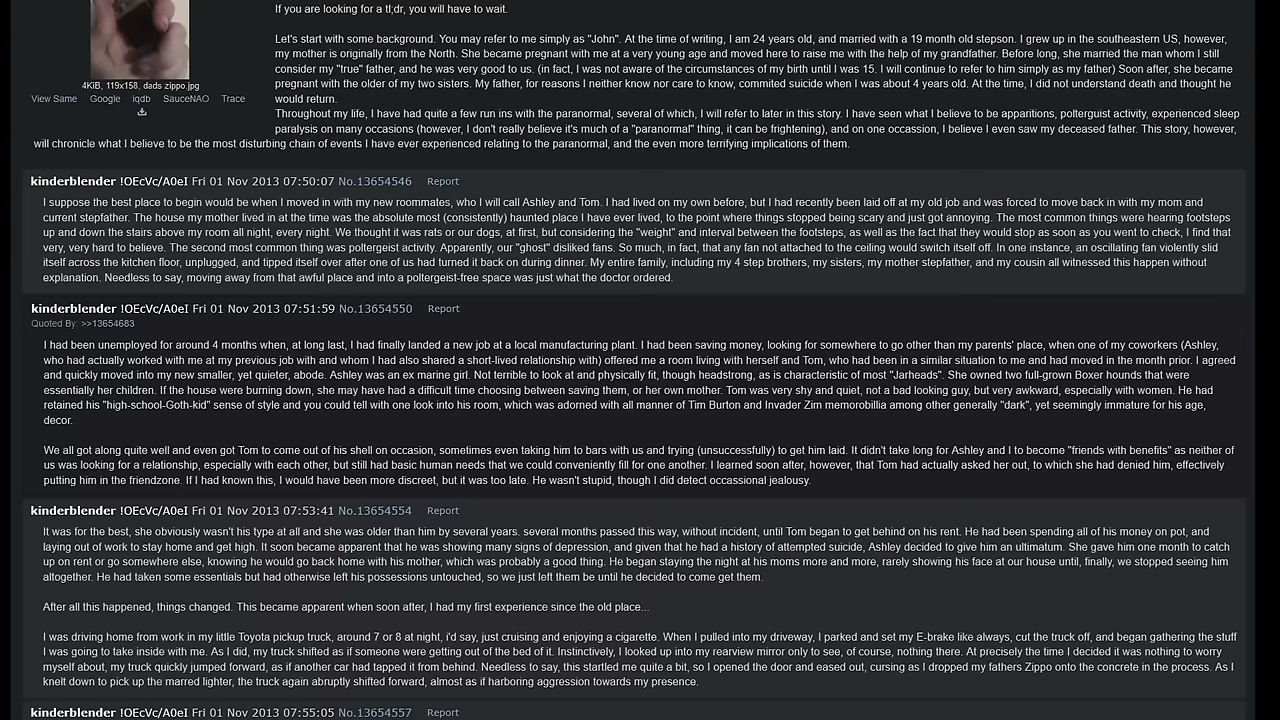 If you are looking for a tl;dr, you will have to wait.
Let's start with some background. You may refer to me simply as "John". At the time of writing, I am 24 years old, and married with a 19 month old stepson. I grew up in the southeastern US, however,
my mother is originally from the North. She became pregnant with me at a very young age and moved here to raise me with the help of my grandfather. Before long, she married the man whom I still
consider my "true" father, and he was very good to us. (in fact, I was not aware of the circumstances of my birth until I was 15. I will continue to refer to him simply as my father) Soon after, she became
pregnant with the older of my two sisters. My father, for reasons I neither know nor care to know, commited suicide when I was about 4 years old. At the time, I did not understand death and thought he
would return.
4KiB, 119x158, dads zippo.jpg
View Same Google iqdb SauceNAO Trace
Throughout my life, I have had quite a few run ins with the paranormal, several of which, I will refer to later in this story. I have seen what I believe to be apparitions, polterguist activity, experienced sleep
paralysis on many occasions (however, I don't really believe it's much of a "paranormal" thing, it can be frightening), and on one occassion, I believe I even saw my deceased father. This story, however,
will chronicle what I believe to be the most disturbing chain of events I have ever experienced relating to the paranormal, and the even more terrifying implications of them.
kinderblender !OEcVc/A0eI Fri 01 Nov 2013 07:50:07 No.13654546 Report
I suppose the best place to begin would be when I moved in with my new roommates, who I will call Ashley and Tom. I had lived on my own before, but I had recently been laid off at my old job and was forced to move back in with my mom and
current stepfather. The house my mother lived in at the time was the absolute most (consistently) haunted place I have ever lived, to the point where things stopped being scary and just got annoying. The most common things were hearing footsteps
up and down the stairs above my room all night, every night. We thought it was rats or our dogs, at first, but considering the "weight" and interval between the footsteps, as well as the fact that they would stop as soon as you went to check, I find that
very, very hard to believe. The second most common thing was poltergeist activity. Apparently, our "ghost" disliked fans. So much, in fact, that any fan not attached to the ceiling would switch itself off. In one instance, an oscillating fan violently slid
itself across the kitchen floor, unplugged, and tipped itself over after one of us had turned it back on during dinner. My entire family, including my 4 step brothers, my sisters, my mother stepfather, and my cousin all witnessed this happen without
explanation. Needless to say, moving away from that awful place and into a poltergeist-free space was just what the doctor ordered.
kinderblender !OEcVc/A0eI Fri 01 Nov 2013 07:51:59 No.13654550 Report
Quoted By: >>13654683
I had been unemployed for around 4 months when, at long last, I had finally landed a new job at a local manufacturing plant. I had been saving money, looking for somewhere to go other than my parents' place, when one of my coworkers (Ashley,
who had actually worked with me at my previous job and with whom I had also shared a short-lived relationship with) offered me a room living with herself and Tom, who had been in a similar situation to me and had moved in the month prior. I agreed
and quickly moved into my new smaller, yet quieter, abode. Ashley was an ex marine girl. Not terrible to look at and physically fit, though headstrong, as is characteristic of most "Jarheads". She owned two full-grown Boxer hounds that were
essentially her children. If the house were burning down, she may have had a difficult time choosing between saving them, or her own mother. Tom was very shy and quiet, not a bad looking guy, but very awkward, especially with women. He had
retained his "high-school-Goth-kid" sense of style and you could tell with one look into his room, which was adorned with all manner of Tim Burton and Invader Zim memorobillia among other generally "dark", yet seemingly immature for his age,
decor.
We all got along quite well and even got Tom to come out of his shell on occasion, sometimes even taking him to bars with us and trying (unsuccessfully) to get him laid. It didn't take long for Ashley and I to become "friends with benefits" as neither of
us was looking for a relationship, especially with each other, but still had basic human needs that we could conveniently fill for one another. I learned soon after, however, that Tom had actually asked her out, to which she had denied him, effectively
putting him in the friendzone. If I had known this, I would have been more discreet, but it was too late. He wasn't stupid, though I did detect occassional jealousy.
kinderblender !OEcVc/A0eI Fri 01 Nov 2013 07:53:41 No.13654554 Report
It was for the best, she obviously wasn't his type at all and she was older than him by several years. several months passed this way, without incident, until Tom began to get behind on his rent. He had been spending all of his money on pot, and
laying out of work to stay home and get high. It soon became apparent that he was showing many signs of depression, and given that he had a history of attempted suicide, Ashley decided to give him an ultimatum. She gave him one month to catch
up on rent or go somewhere else, knowing he would go back home with his mother, which was probably a good thing. He began staying the night at his moms more and more, rarely showing his face at our house until, finally, we stopped seeing him
altogether. He had taken some essentials but had otherwise left his possessions untouched, so we just left them be until he decided to come get them.
After all this happened, things changed. This became apparent when soon after, I had my first experience since the old place...
I was driving home from work in my little Toyota pickup truck, around 7 or 8 at night, i'd say, just cruising and enjoying a cigarette. When I pulled into my driveway, I parked and set my E-brake like always, cut the truck off, and began gathering the stuff
I was going to take inside with me. As I did, my truck shifted as if someone were getting out of the bed of it. Instinctively, I looked up into my rearview mirror only to see, of course, nothing there. At precisely the time I decided it was nothing to worry
myself about, my truck quickly jumped forward, as if another car had tapped it from behind. Needless to say, this startled me quite a bit, so I opened the door and eased out, cursing as I dropped my fathers Zippo onto the concrete in the process. As I
knelt down to pick up the marred lighter, the truck again abruptly shifted forward, almost as if harboring aggression towards my presence.
kinderblender !OEcVc/A0eI Fri 01 Nov 2013 07:55:05 No.13654557 Report